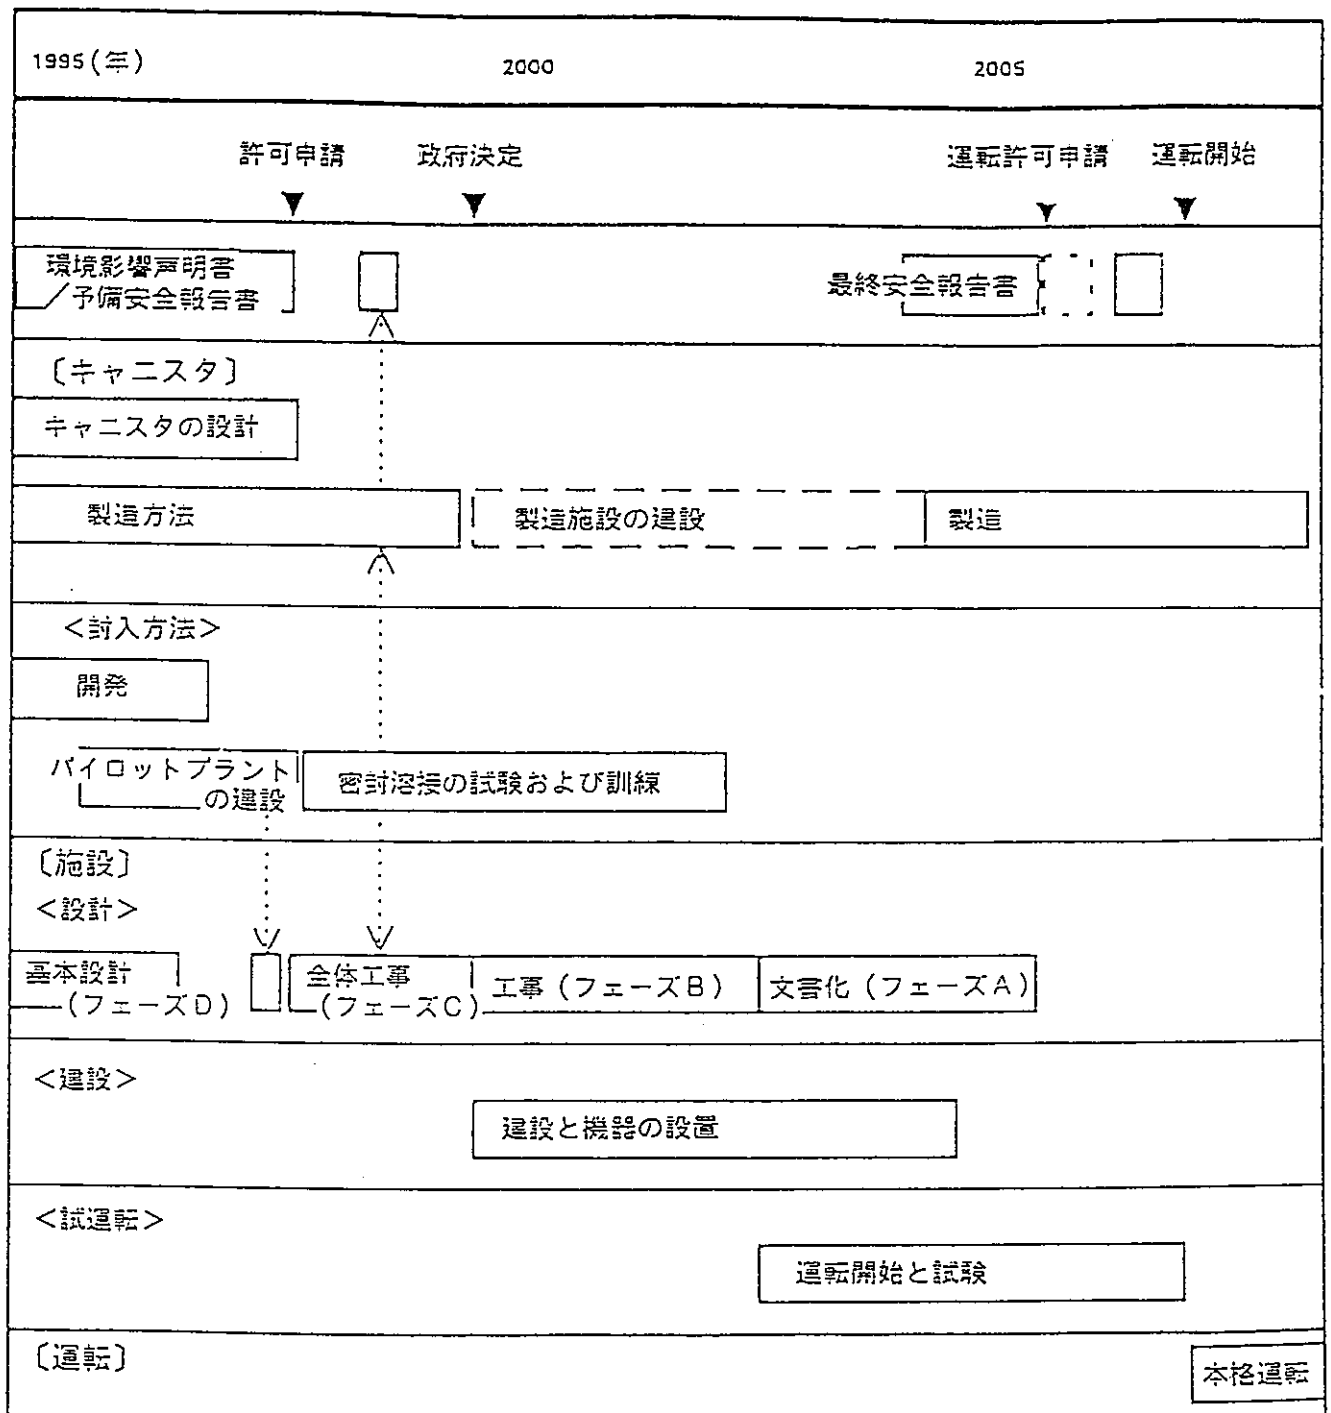 1995(年) 2000 2005
許可申請 政府決定 運転許可申請 運転開始
環境影響声明書
／予備安全報告書
最終安全報告書
〔キャニスタ〕
キャニスタの設計
製造方法 製造施設の建設 製造
＜封入方法＞
開発
パイロットプラント
の建設
密封溶接の試験および訓練
〔施設〕
＜設計＞
基本設計
(フェーズD)
全体工事
(フェーズC)
工事 (フェーズB) 文書化 (フェーズA)
＜建設＞
建設と機器の設置
＜試運転＞
運転開始と試験
〔運転〕
本格運転